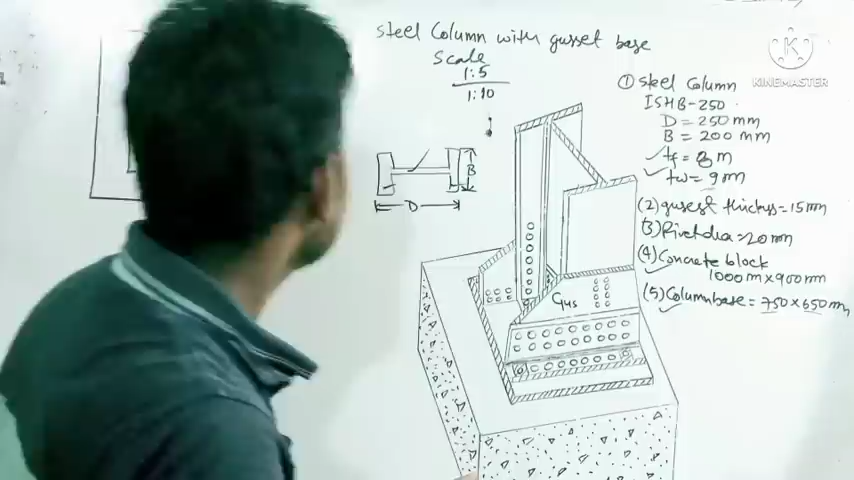 steel Column with gusset base
Scale
1:5
1:10
K
KINEMASTER
① steel Column
ISHB-250
D = 250 mm
B = 200 mm
✓ tf = 8 m
✓ tw = 9 m
B
D
(2) gusest thickness = 15 mm
(3) Rivet dia = 20 mm
(4) Concrete block
1000 m x 900 mm
(5) Column base = 750 x 650 mm
Gus